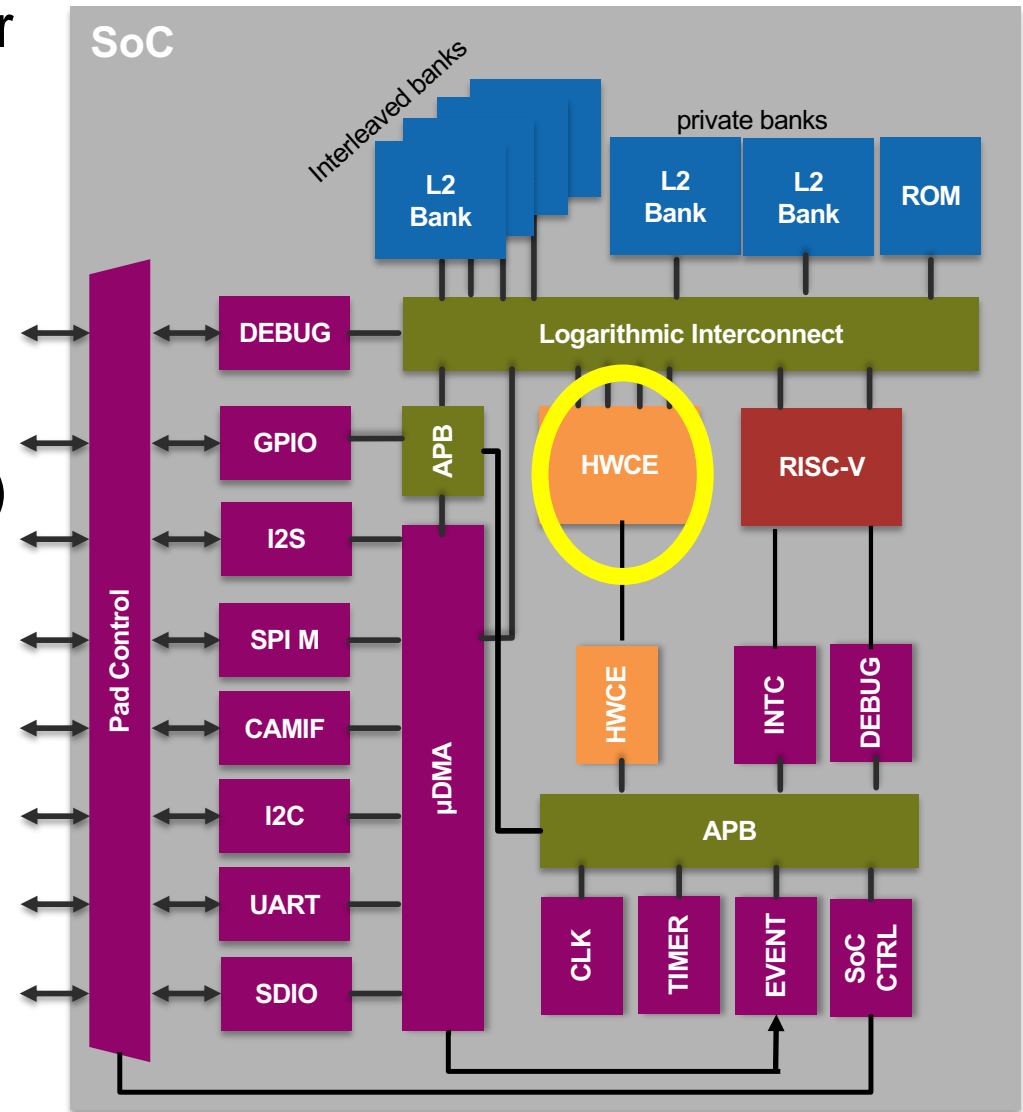 r
SoC
Interleaved banks
private banks
L2
Bank
L2
Bank
L2
Bank
ROM
DEBUG
Logarithmic Interconnect
GPIO
APB
HWCE
RISC-V
)
I2S
Pad Control
SPI M
µDMA
HWCE
INTC
DEBUG
CAMIF
I2C
APB
UART
CLK
TIMER
EVENT
SoC
CTRL
SDIO